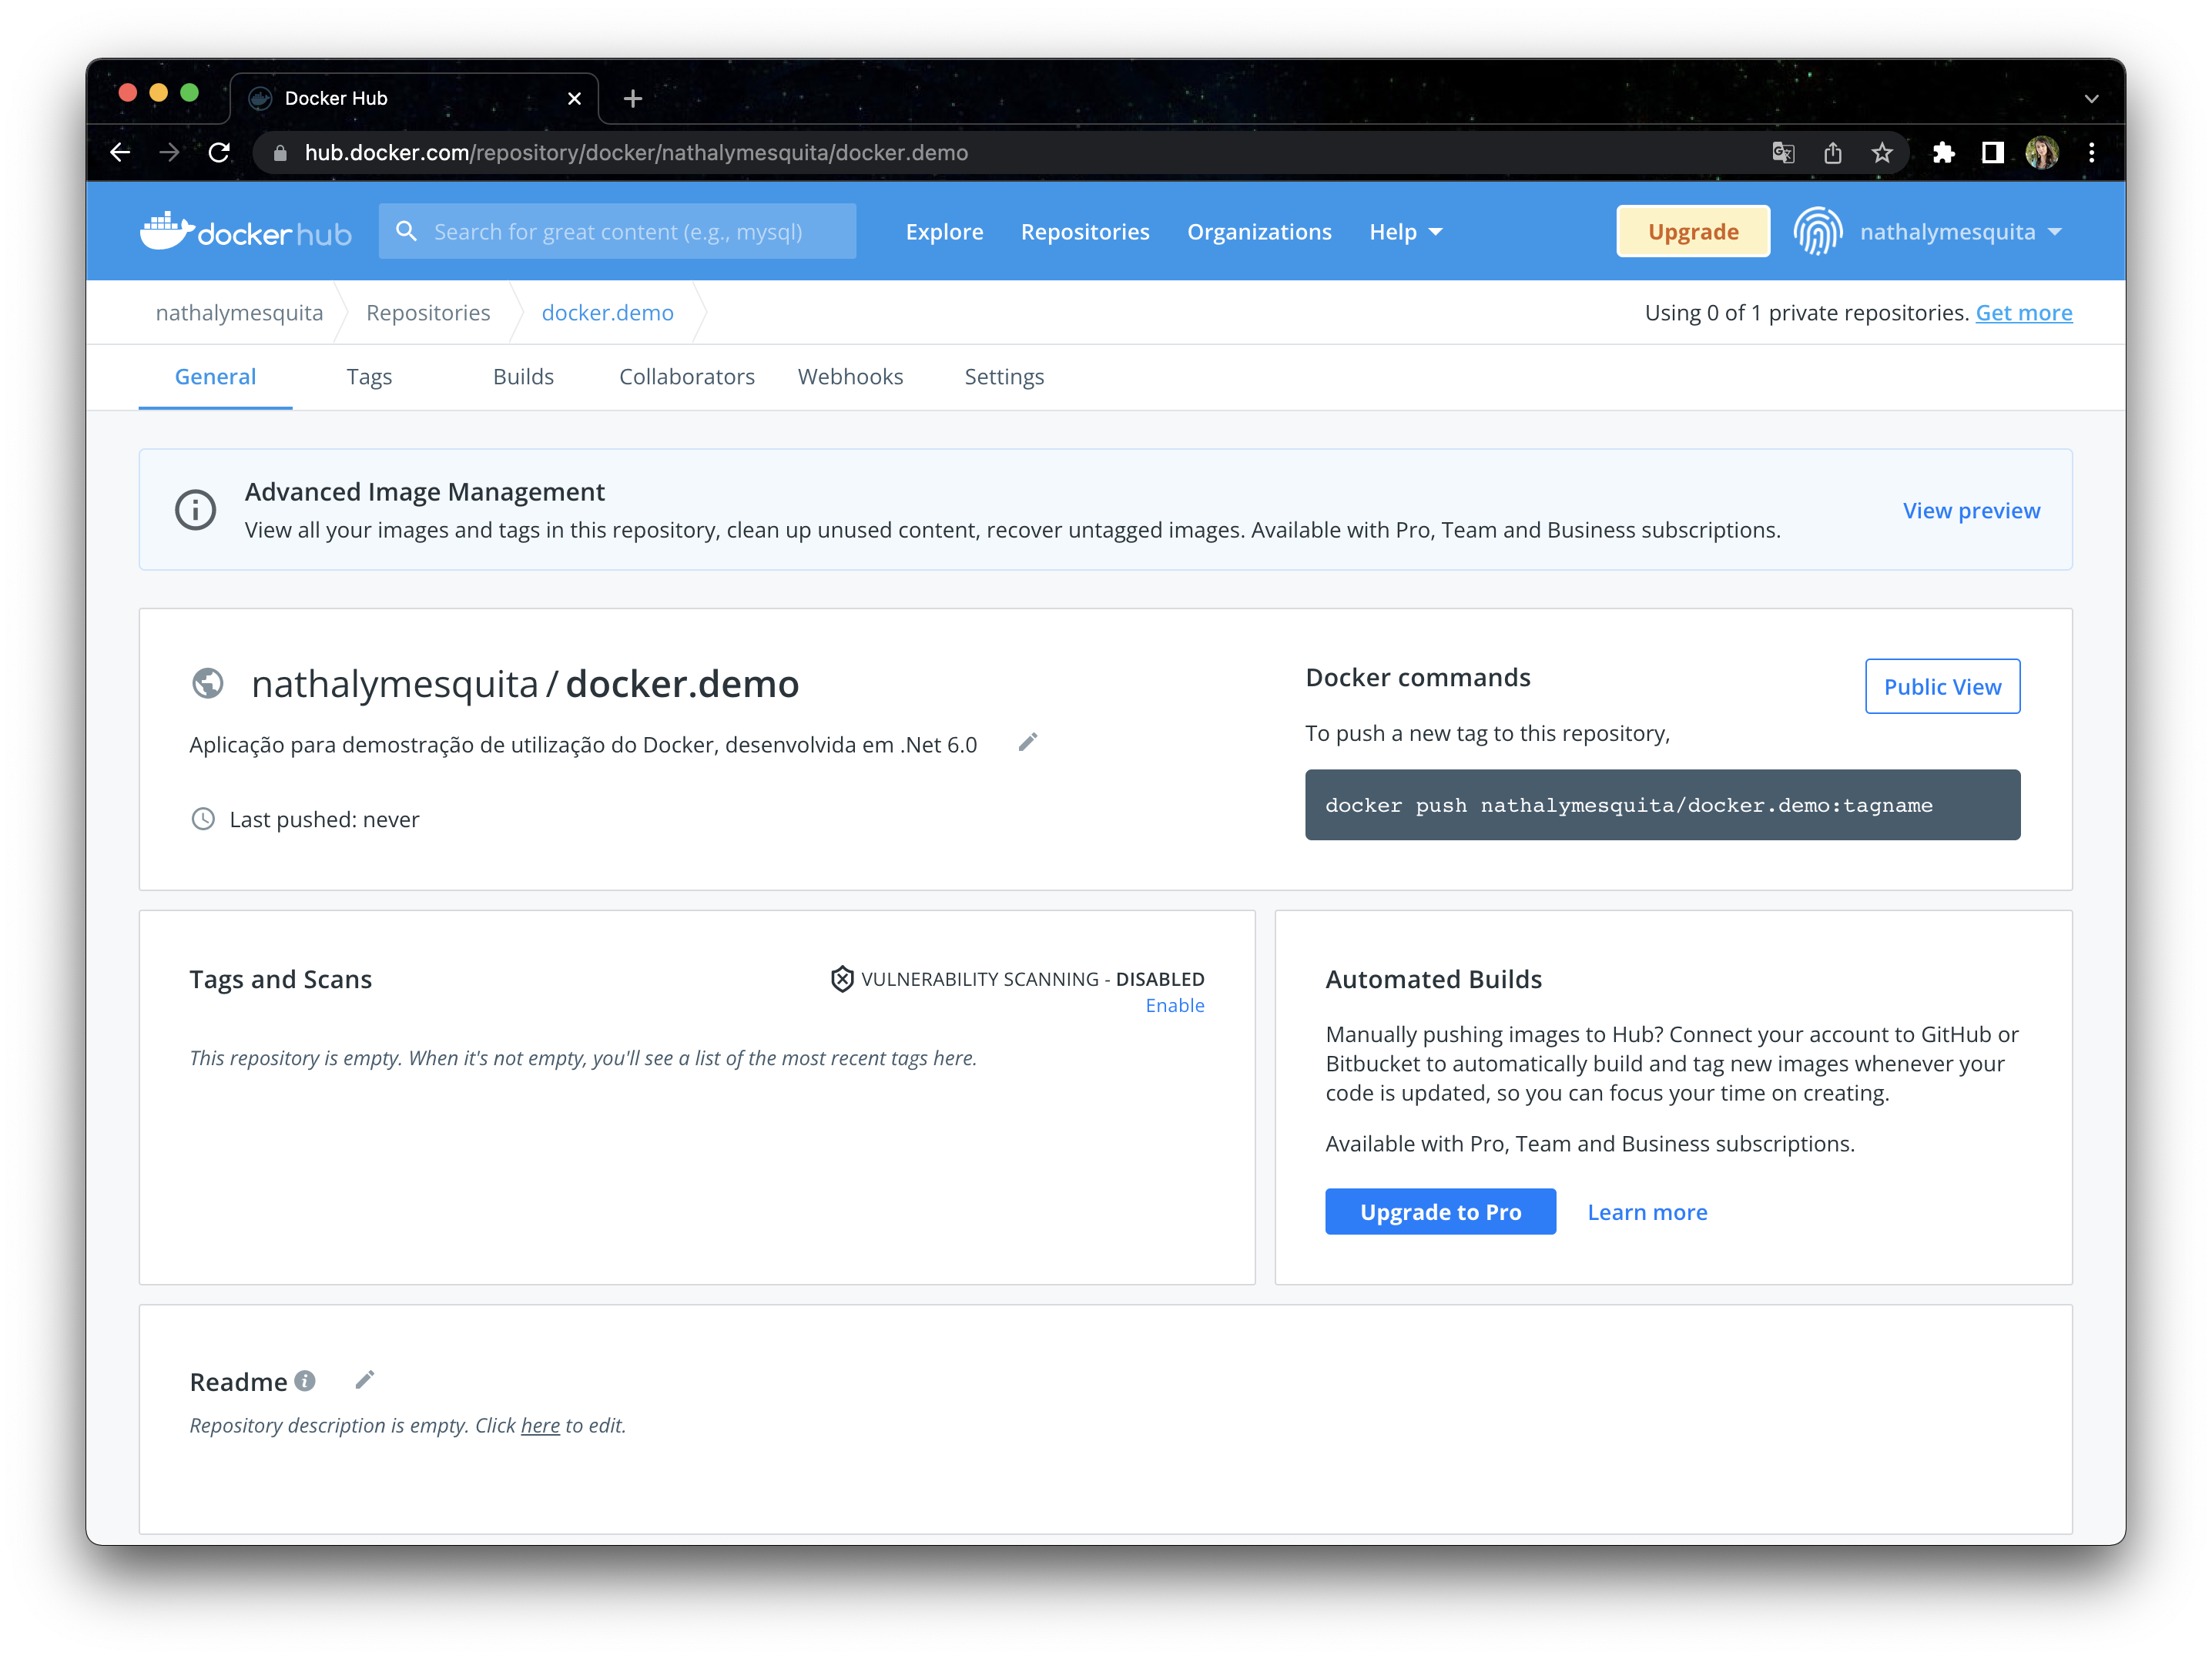 Docker Hub
hub.docker.com/repository/docker/nathalymesquita/docker.demo
dockerhub
Search for great content (e.g., mysql)
Explore
Repositories
Organizations
Help
Upgrade
nathalymesquita
nathalymesquita
Repositories
docker.demo
Using 0 of 1 private repositories. Get more
General
Tags
Builds
Collaborators
Webhooks
Settings
Advanced Image Management
View all your images and tags in this repository, clean up unused content, recover untagged images. Available with Pro, Team and Business subscriptions.
View preview
nathalymesquita / docker.demo
Aplicação para demostração de utilização do Docker, desenvolvida em .Net 6.0
Last pushed: never
Docker commands
Public View
To push a new tag to this repository,
docker push nathalymesquita/docker.demo:tagname
Tags and Scans
VULNERABILITY SCANNING - DISABLED
Enable
This repository is empty. When it's not empty, you'll see a list of the most recent tags here.
Automated Builds
Manually pushing images to Hub? Connect your account to GitHub or
Bitbucket to automatically build and tag new images whenever your
code is updated, so you can focus your time on creating.
Available with Pro, Team and Business subscriptions.
Upgrade to Pro
Learn more
Readme
Repository description is empty. Click here to edit.